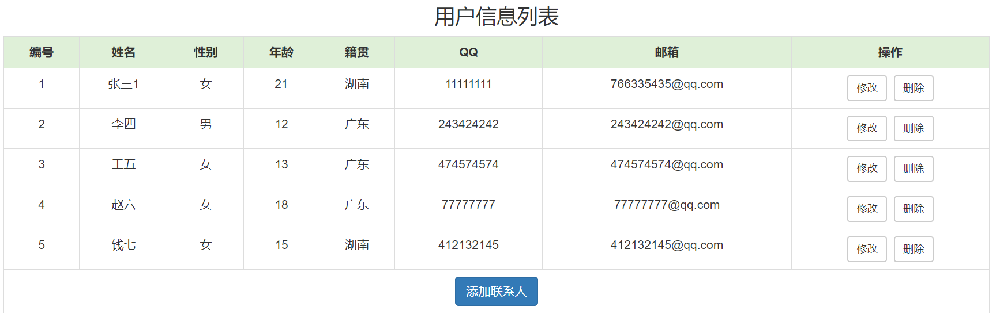 用户信息列表
编号 姓名 性别 年龄 籍贯 QQ 邮箱 操作
1 张三1 女 21 湖南 11111111 766335435@qq.com 修改 删除
2 李四 男 12 广东 243424242 243424242@qq.com 修改 删除
3 王五 女 13 广东 474574574 474574574@qq.com 修改 删除
4 赵六 女 18 广东 77777777 77777777@qq.com 修改 删除
5 钱七 女 15 湖南 412132145 412132145@qq.com 修改 删除
添加联系人